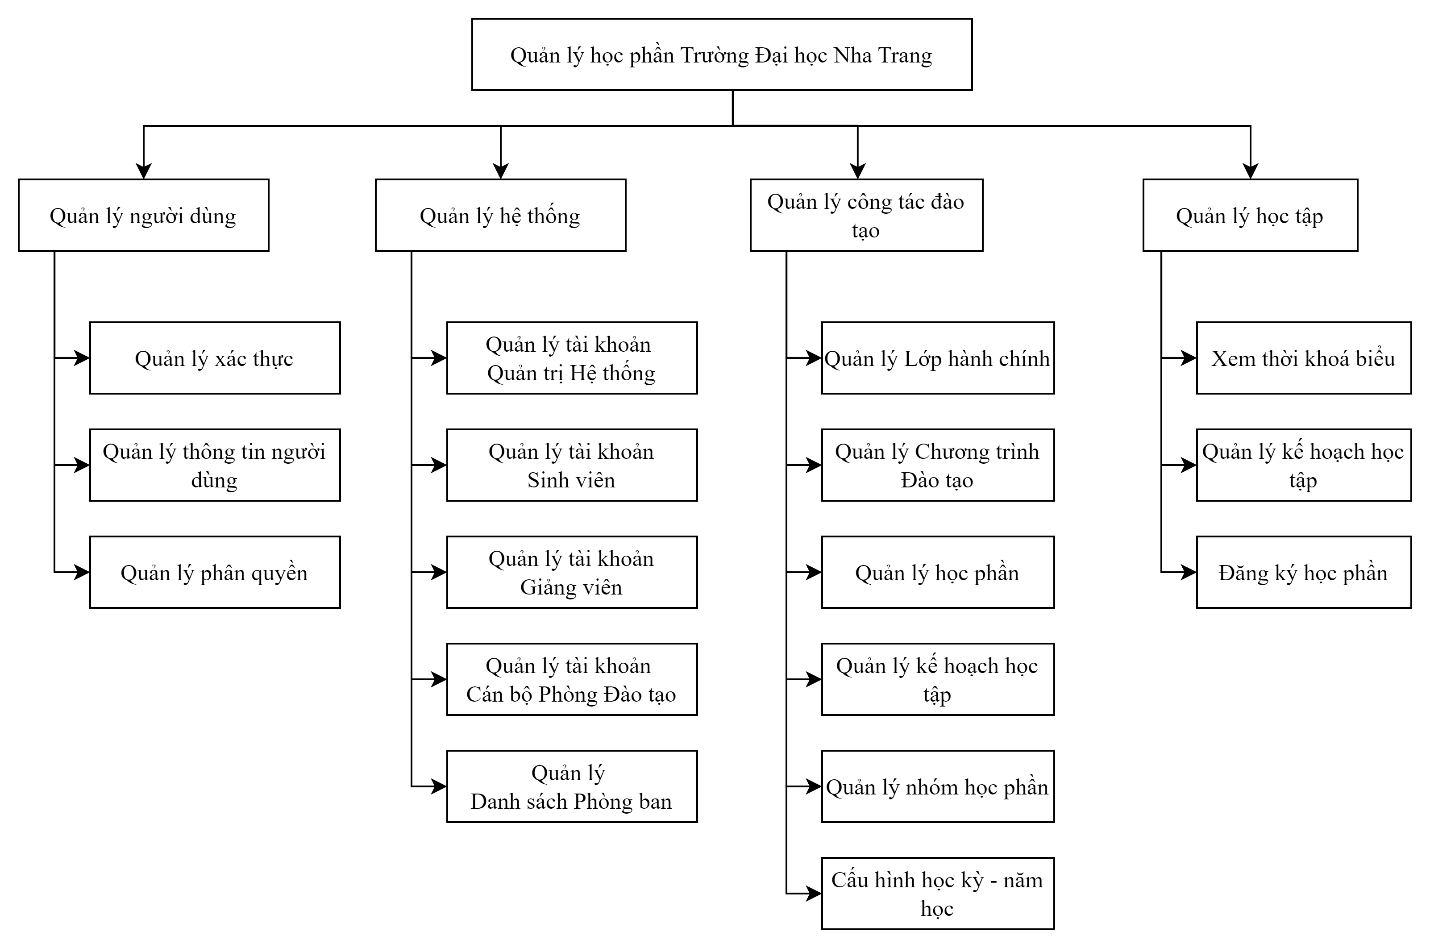 Quản lý học phần Trường Đại học Nha Trang
Quản lý người dùng
Quản lý xác thực
Quản lý thông tin người
dùng
Quản lý phân quyền
Quản lý hệ thống
Quản lý tài khoản
Quản trị Hệ thống
Quản lý tài khoản
Sinh viên
Quản lý tài khoản
Giảng viên
Quản lý tài khoản
Cán bộ Phòng Đào tạo
Quản lý
Danh sách Phòng ban
Quản lý công tác đào
tạo
Quản lý Lớp hành chính
Quản lý Chương trình
Đào tạo
Quản lý học phần
Quản lý kế hoạch học
tập
Quản lý nhóm học phần
Cấu hình học kỳ - năm
học
Quản lý học tập
Xem thời khoá biểu
Quản lý kế hoạch học
tập
Đăng ký học phần